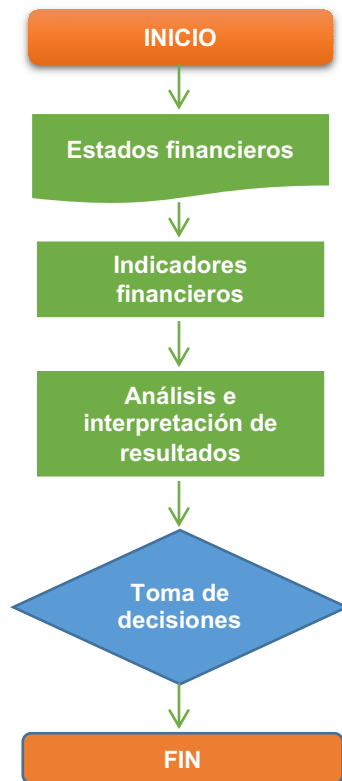 INICIO
Estados financieros
Indicadores
financieros
Análisis e
interpretación de
resultados
Toma de
decisiones
FIN